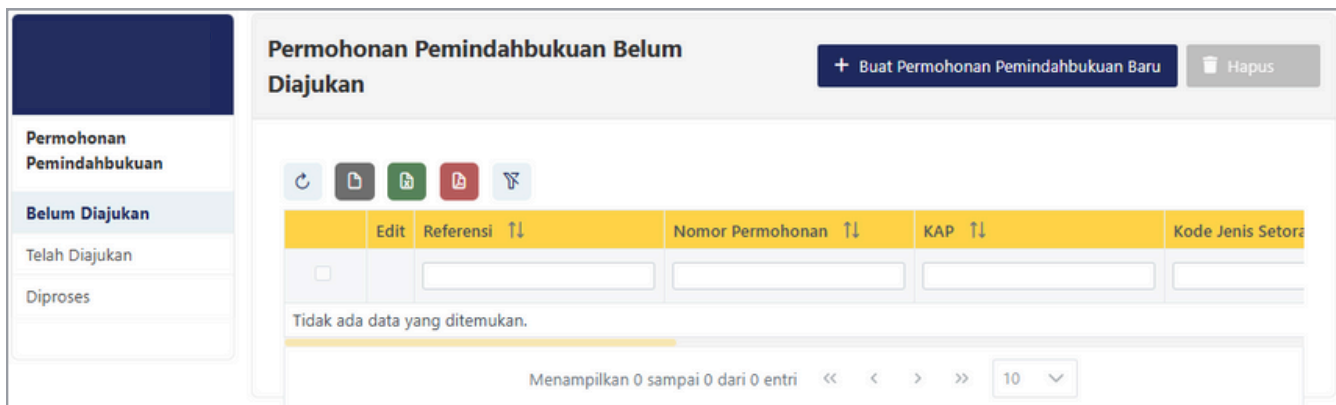 Permohonan
Pemindahbukuan
Belum Diajukan
Telah Diajukan
Diproses
Permohonan Pemindahbukuan Belum
Diajukan
+ Buat Permohonan Pemindahbukuan Baru
Hapus
Edit Referensi Nomor Permohonan KAP Kode Jenis Setora
Tidak ada data yang ditemukan.
Menampilkan 0 sampai 0 dari 0 entri << < > >> 10